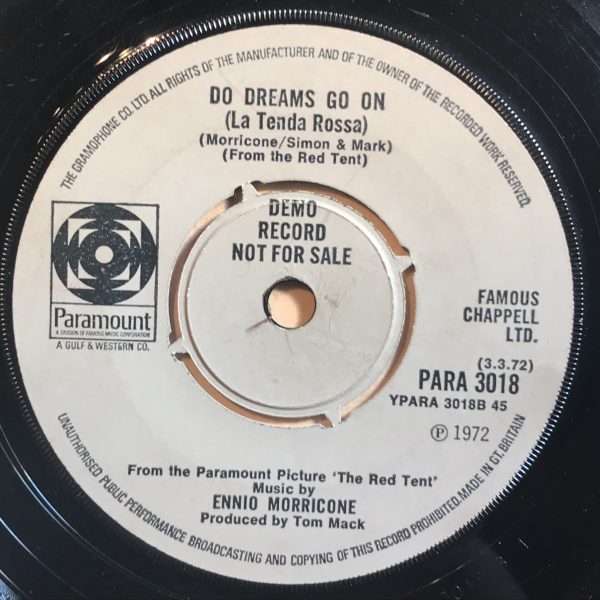 THE GRAMOPHONE CO. LTD. ALL RIGHTS OF THE MANUFACTURER AND OF THE OWNER OF THE RECORDED WORK RESERVED.
DO DREAMS GO ON
(La Tenda Rossa)
(Morricone/Simon & Mark)
(From the Red Tent)
DEMO
RECORD
NOT FOR SALE
Paramount
A DIVISION OF FAMOUS MUSIC CORPORATION
A GULF & WESTERN CO.
FAMOUS
CHAPPELL
LTD.
(3.3.72)
PARA 3018
YPARA 3018B 45
℗ 1972
From the Paramount Picture 'The Red Tent'
Music by
ENNIO MORRICONE
Produced by Tom Mack
UNAUTHORISED PUBLIC PERFORMANCE BROADCASTING AND COPYING OF THIS RECORD PROHIBITED. MADE IN GT. BRITAIN